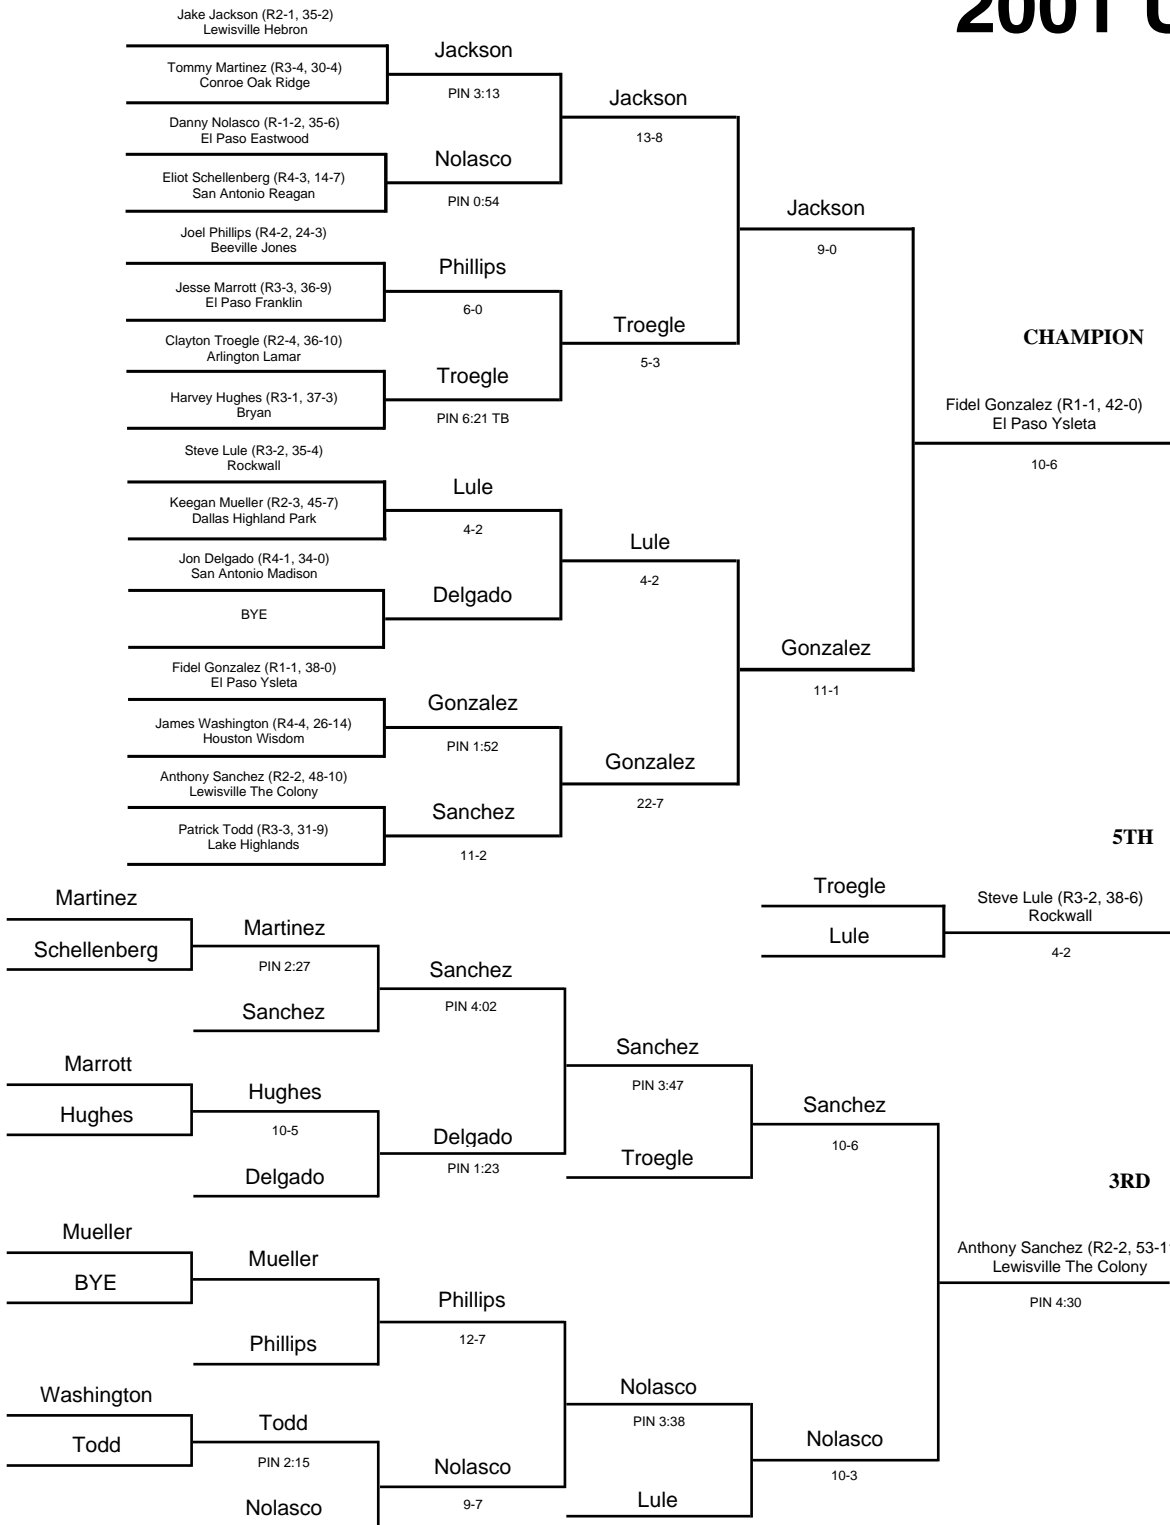 2001 U
Jake Jackson (R2-1, 35-2)
Lewisville Hebron
Tommy Martinez (R3-4, 30-4)
Conroe Oak Ridge
Jackson
PIN 3:13
Danny Nolasco (R-1-2, 35-6)
El Paso Eastwood
Eliot Schellenberg (R4-3, 14-7)
San Antonio Reagan
Nolasco
PIN 0:54
Jackson
13-8
Joel Phillips (R4-2, 24-3)
Beeville Jones
Jesse Marrott (R3-3, 36-9)
El Paso Franklin
Phillips
6-0
Clayton Troegle (R2-4, 36-10)
Arlington Lamar
Harvey Hughes (R3-1, 37-3)
Bryan
Troegle
PIN 6:21 TB
Troegle
5-3
Jackson
9-0
Steve Lule (R3-2, 35-4)
Rockwall
Keegan Mueller (R2-3, 45-7)
Dallas Highland Park
Lule
4-2
Jon Delgado (R4-1, 34-0)
San Antonio Madison
BYE
Delgado
Lule
4-2
Fidel Gonzalez (R1-1, 38-0)
El Paso Ysleta
James Washington (R4-4, 26-14)
Houston Wisdom
Gonzalez
PIN 1:52
Anthony Sanchez (R2-2, 48-10)
Lewisville The Colony
Patrick Todd (R3-3, 31-9)
Lake Highlands
Sanchez
11-2
Gonzalez
22-7
Gonzalez
11-1
CHAMPION
Fidel Gonzalez (R1-1, 42-0)
El Paso Ysleta
10-6
5TH
Troegle
Lule
Steve Lule (R3-2, 38-6)
Rockwall
4-2
Martinez
Schellenberg
Martinez
PIN 2:27
Sanchez
Sanchez
PIN 4:02
Marrott
Hughes
Hughes
10-5
Delgado
Delgado
PIN 1:23
Sanchez
PIN 3:47
Troegle
Sanchez
10-6
Mueller
BYE
Mueller
Phillips
Phillips
12-7
Washington
Todd
Todd
PIN 2:15
Nolasco
Nolasco
9-7
Nolasco
PIN 3:38
Lule
Nolasco
10-3
3RD
Anthony Sanchez (R2-2, 53-1
Lewisville The Colony
PIN 4:30